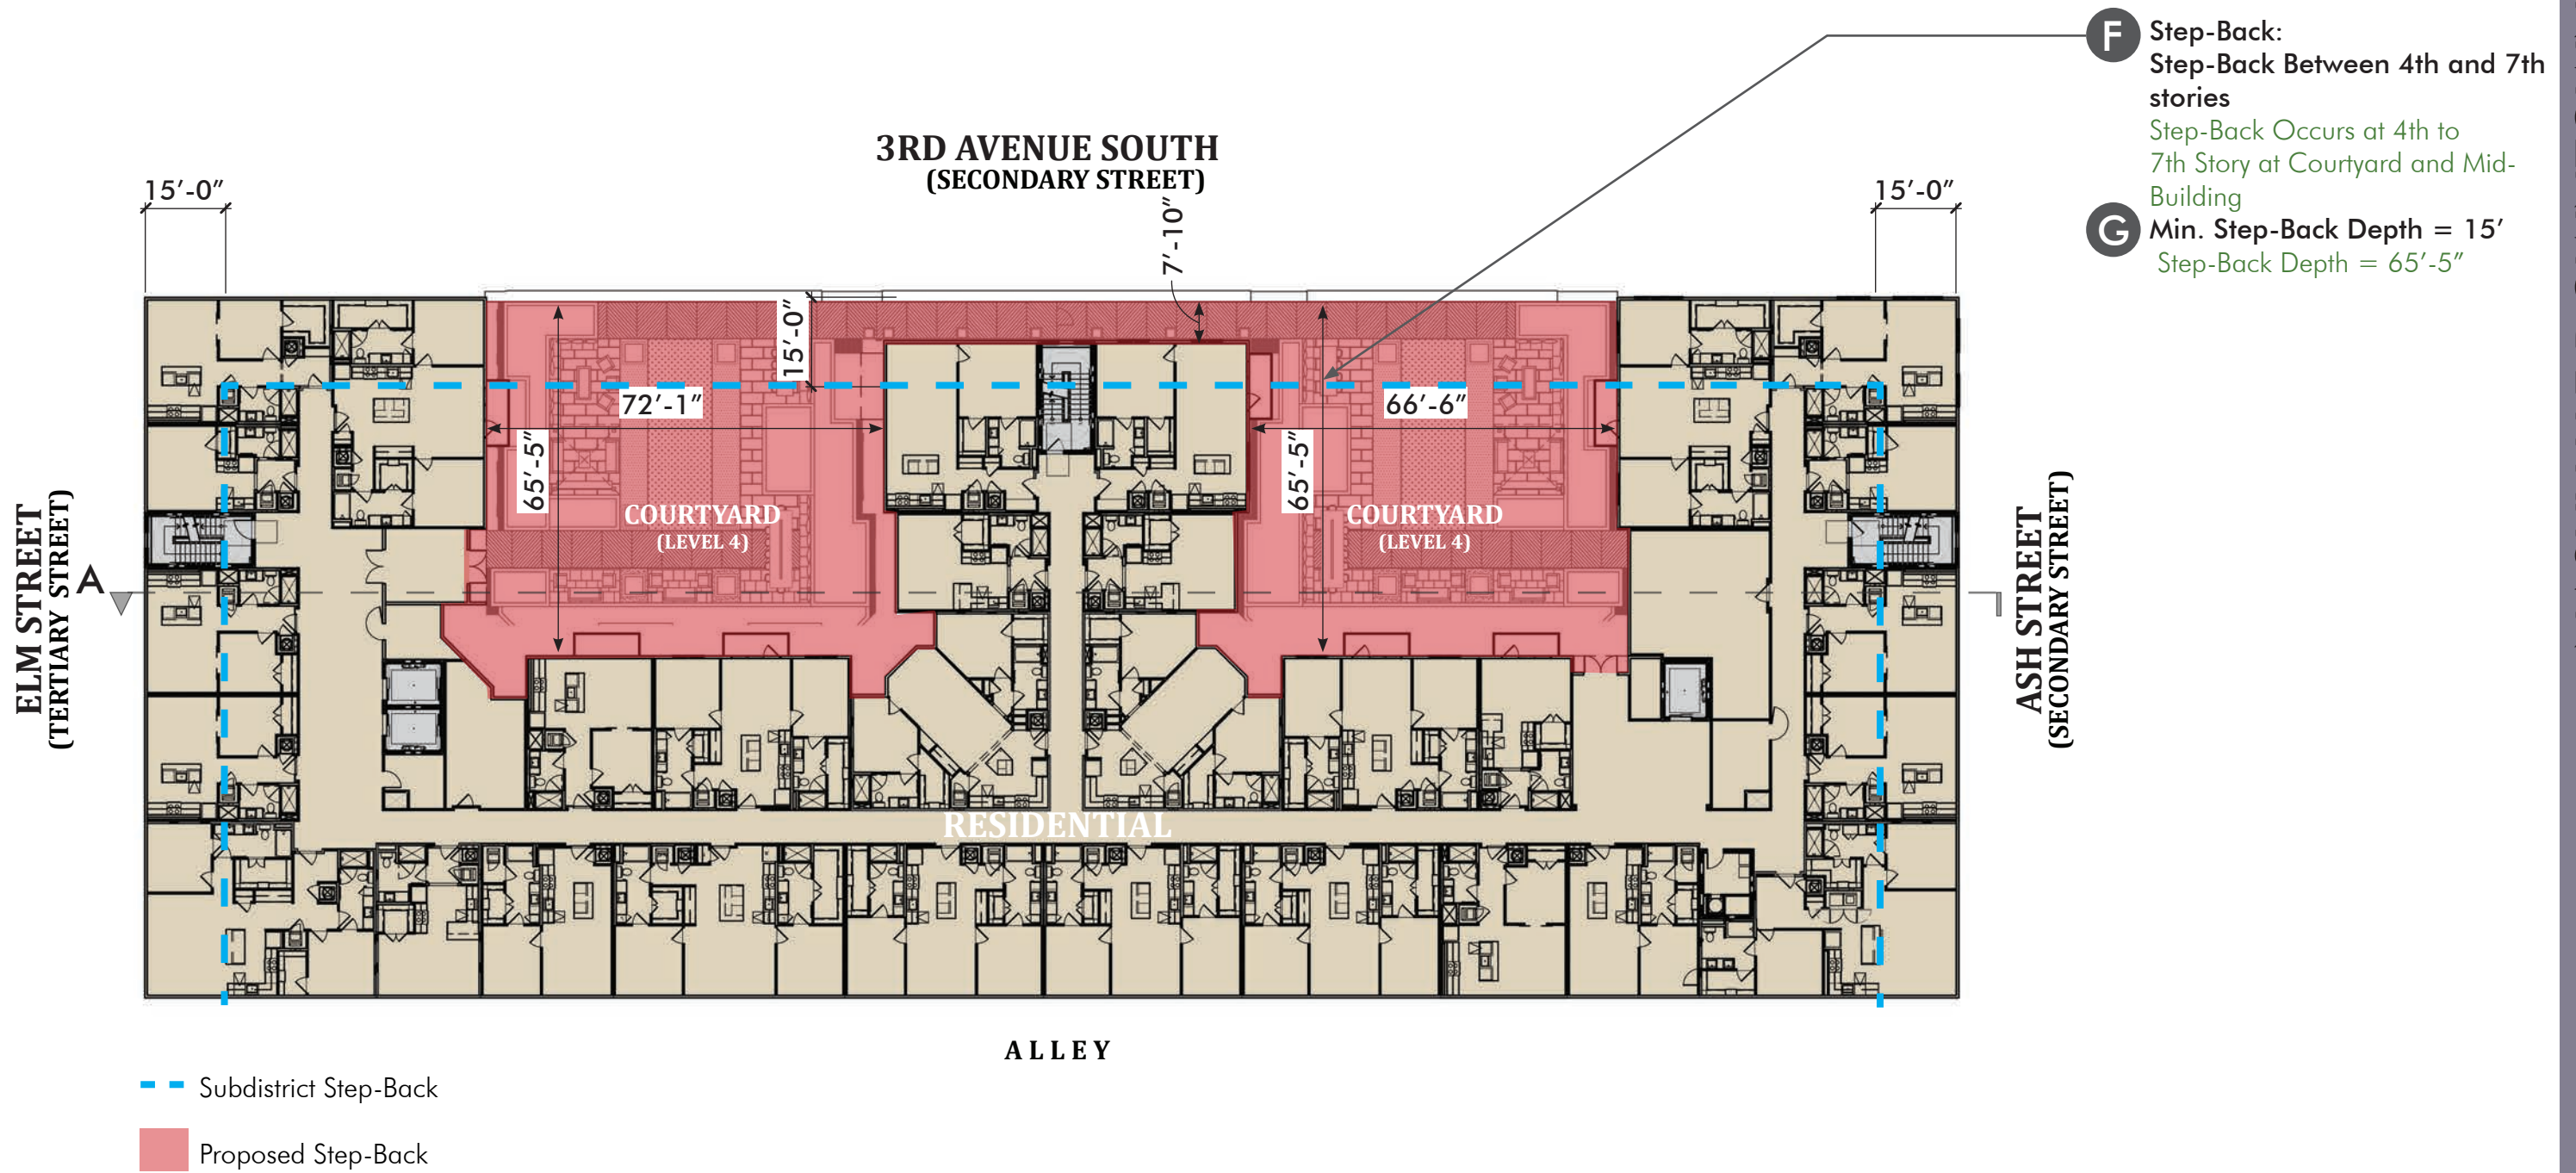 F Step-Back:
Step-Back Between 4th and 7th
stories
Step-Back Occurs at 4th to
7th Story at Courtyard and Mid-
Building
G Min. Step-Back Depth = 15’
Step-Back Depth = 65’-5”
3RD AVENUE SOUTH
(SECONDARY STREET)
15’-0”
7’-10”
15’-0”
15’-0”
72’-1”
66’-6”
65’-5”
65’-5”
COURTYARD
(LEVEL 4)
COURTYARD
(LEVEL 4)
ELM STREET
(TERTIARY STREET)
A
ASH STREET
(SECONDARY STREET)
RESIDENTIAL
ALLEY
Subdistrict Step-Back
Proposed Step-Back